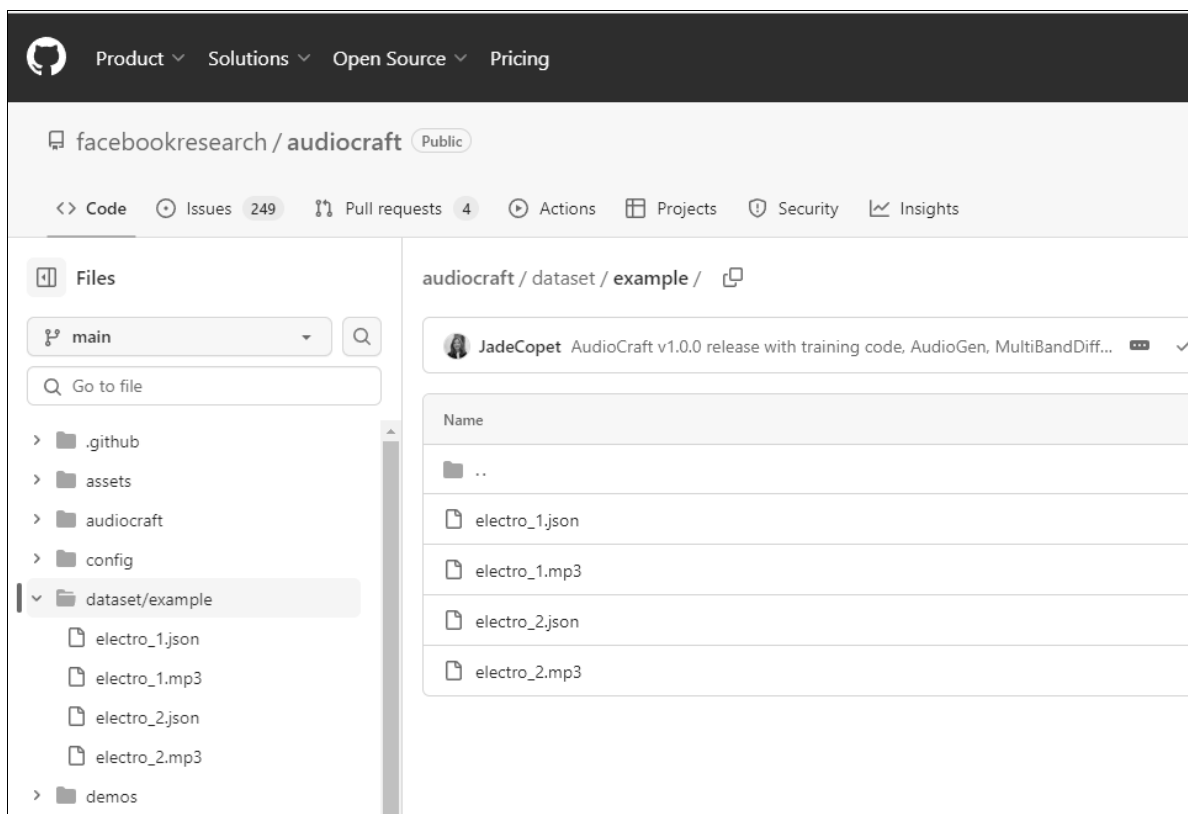 Product Solutions Open Source Pricing
facebookresearch / audiocraft Public
Code Issues 249 Pull requests 4 Actions Projects Security Insights
Files
main
Go to file
.github
assets
audiocraft
config
dataset/example
electro_1.json
electro_1.mp3
electro_2.json
electro_2.mp3
demos
audiocraft / dataset / example /
JadeCopet AudioCraft v1.0.0 release with training code, AudioGen, MultiBandDiff...
Name
..
electro_1.json
electro_1.mp3
electro_2.json
electro_2.mp3